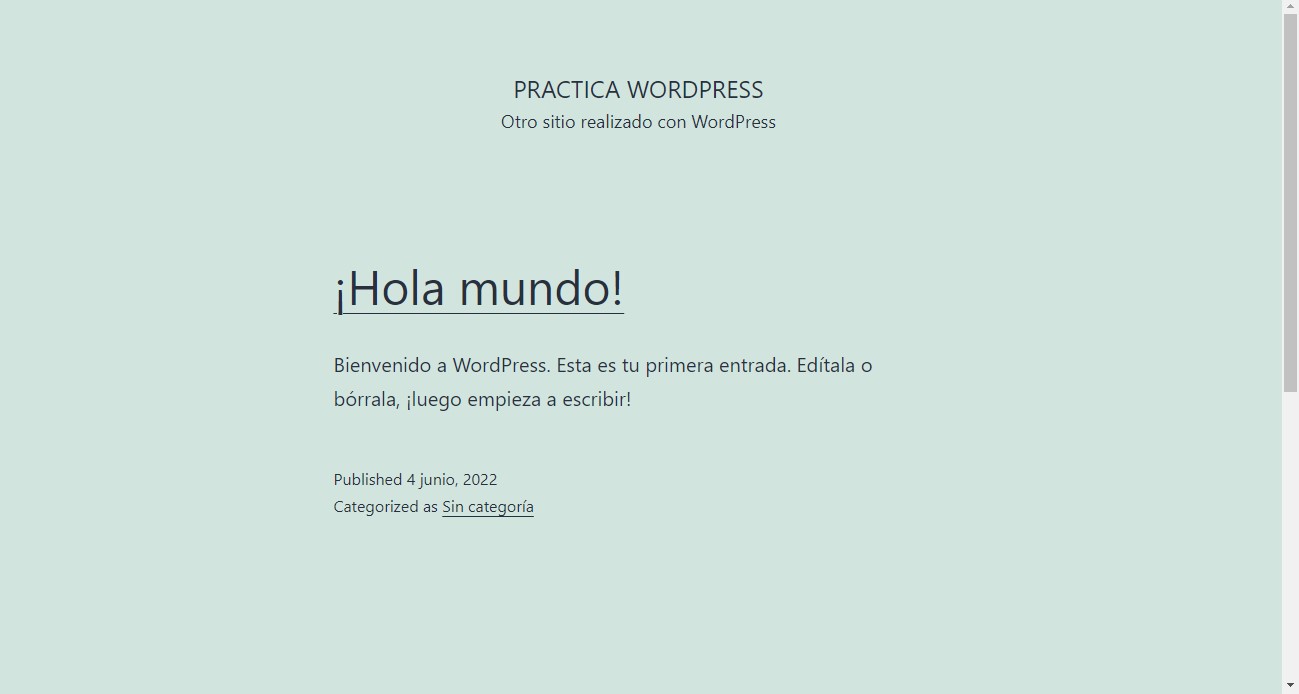 PRACTICA WORDPRESS
Otro sitio realizado con WordPress
¡Hola mundo!
Bienvenido a WordPress. Esta es tu primera entrada. Edítala o
bórrala, ¡luego empieza a escribir!
Published 4 junio, 2022
Categorized as Sin categoría